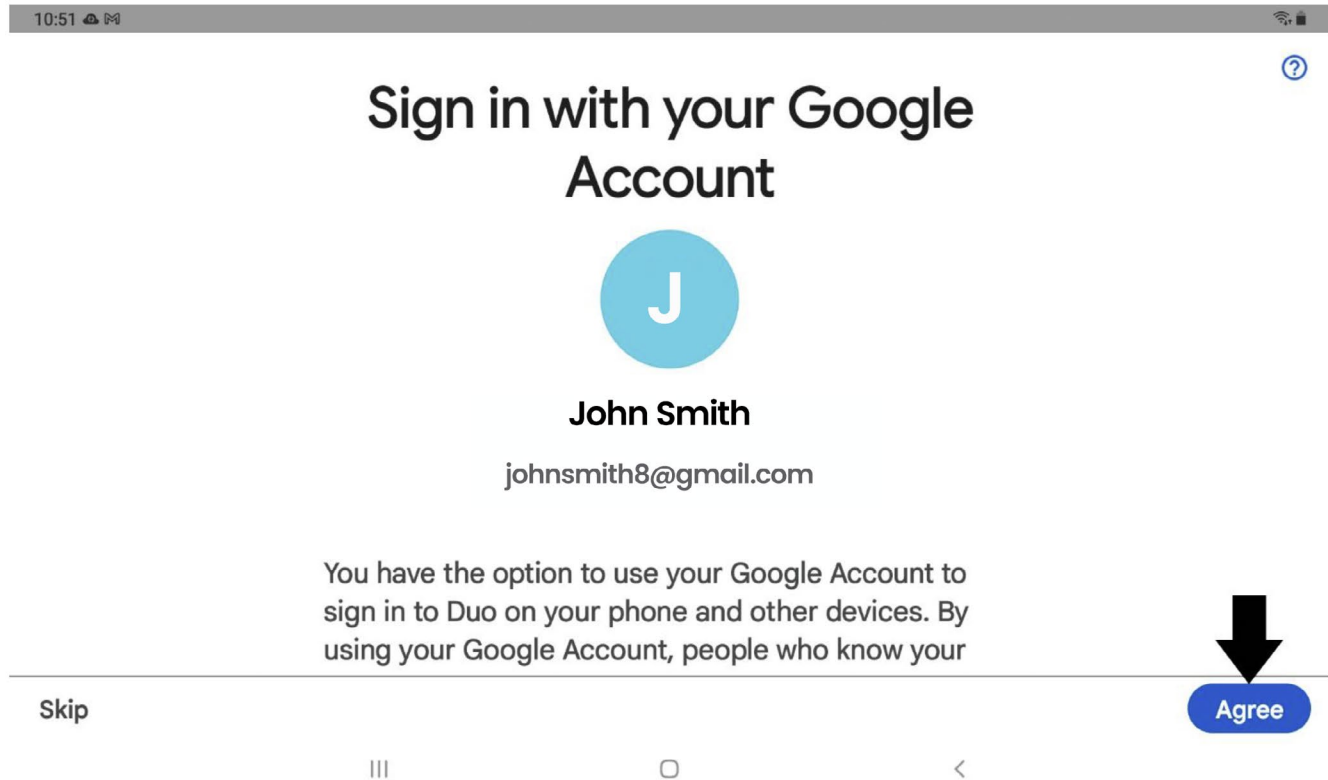 10:51
Sign in with your Google
Account
J
John Smith
johnsmith8@gmail.com
You have the option to use your Google Account to
sign in to Duo on your phone and other devices. By
using your Google Account, people who know your
Skip
Agree